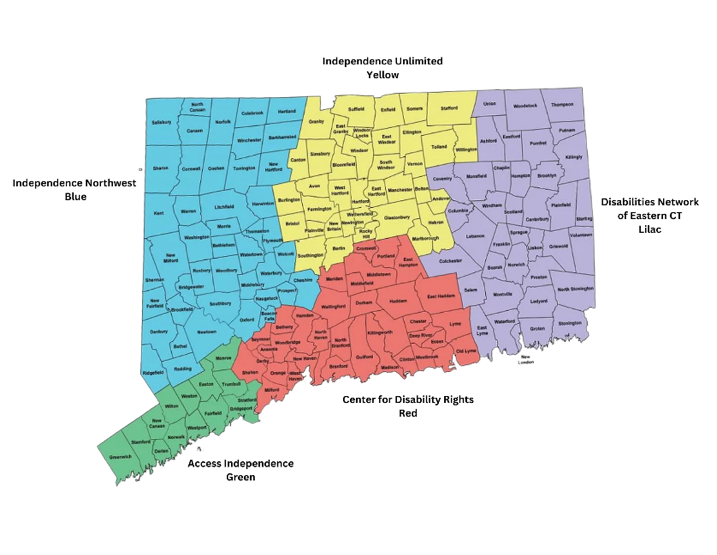 Independence Unlimited
Yellow
Independence Northwest
Blue
Disabilities Network
of Eastern CT
Lilac
Center for Disability Rights
Red
Access Independence
Green
North
Canaan
Colebrook
Hartland
Suffield
Enfield
Somers
Stafford
Union
Woodstock
Thompson
Salisbury
Canaan
Norfolk
Winchester
Barkhamsted
Granby
East
Granby
Windsor
Locks
East
Windsor
Ellington
Tolland
Willington
Ashford
Eastford
Pomfret
Putnam
Killingly
Sharon
Cornwall
Goshen
Torrington
New
Hartford
Canton
Simsbury
Bloomfield
Windsor
South
Windsor
Vernon
Coventry
Mansfield
Chaplin
Hampton
Brooklyn
Kent
Warren
Litchfield
Harwinton
Burlington
Avon
West
Hartford
Hartford
East
Hartford
Manchester
Bolton
Andover
Columbia
Windham
Scotland
Canterbury
Plainfield
Sterling
Washington
Morris
Bethlehem
Thomaston
Plymouth
Bristol
Farmington
Plainville
New
Britain
Newington
Wethersfield
Rocky
Hill
Glastonbury
Hebron
Marlborough
Lebanon
Franklin
Sprague
Lisbon
Griswold
Voluntown
New
Milford
Roxbury
Woodbury
Watertown
Waterbury
Wolcott
Southington
Berlin
Cromwell
Portland
East
Hampton
Colchester
Bozrah
Norwich
Preston
North Stonington
Sherman
Bridgewater
Southbury
Middlebury
Naugatuck
Prospect
Cheshire
Meriden
Middletown
Middlefield
Salem
Montville
Ledyard
New
Fairfield
Brookfield
Newtown
Oxford
Beacon
Falls
Bethany
Hamden
Wallingford
Durham
Haddam
East Haddam
Danbury
Bethel
Seymour
Ansonia
Derby
Woodbridge
North
Haven
North
Branford
Killingworth
Chester
Deep River
Essex
Lyme
Old Lyme
East
Lyme
Waterford
New
London
Groton
Stonington
Ridgefield
Redding
Monroe
Shelton
Orange
New Haven
West
Haven
Milford
Branford
Guilford
Madison
Clinton
Westbrook
Easton
Trumbull
Stratford
Bridgeport
Weston
Wilton
Fairfield
Westport
Norwalk
New
Canaan
Darien
Stamford
Greenwich